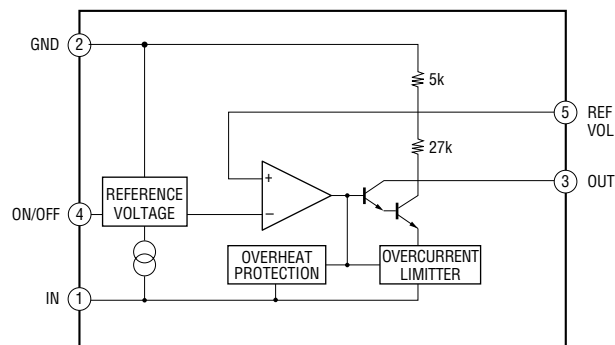 GND 2
5k
5 REF
VOL
27k
+
3 OUT
REFERENCE
VOLTAGE
ON/OFF 4
−
OVERHEAT
PROTECTION
OVERCURRENT
LIMITTER
IN 1